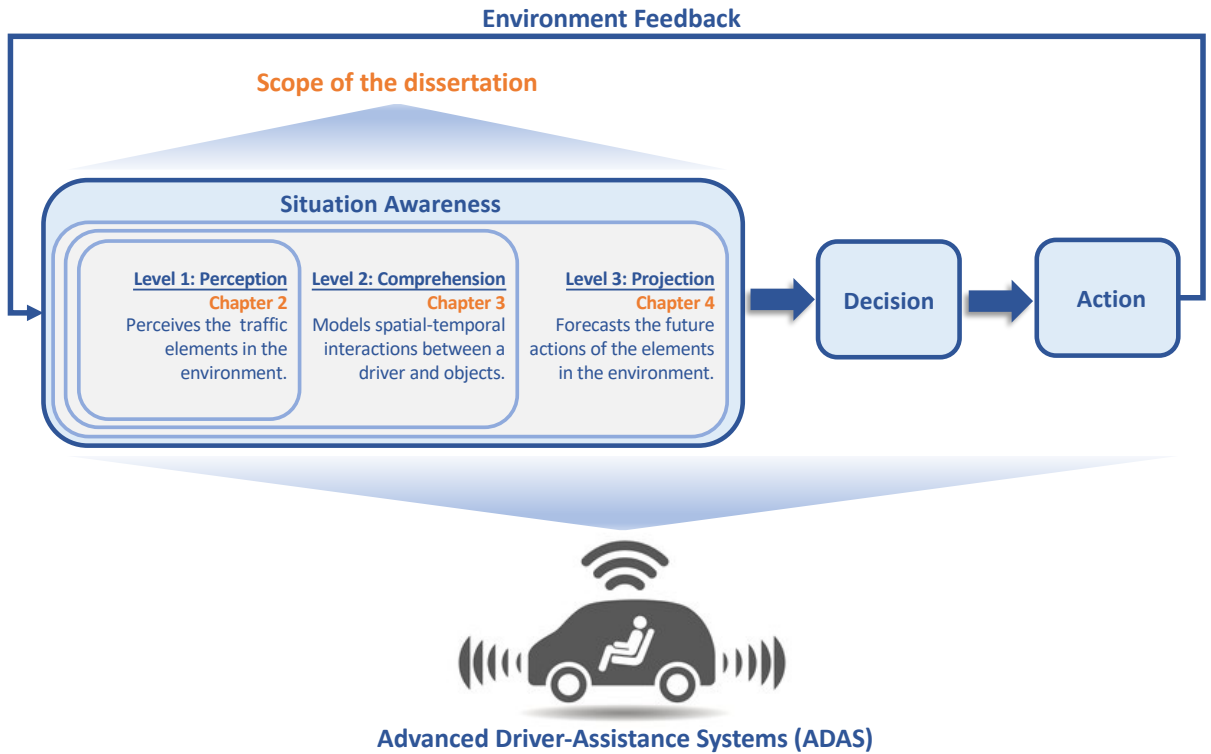 Environment Feedback
Scope of the dissertation
Situation Awareness
Level 1: Perception
Chapter 2
Perceives the traffic
elements in the
environment.
Level 2: Comprehension
Chapter 3
Models spatial-temporal
interactions between a
driver and objects.
Level 3: Projection
Chapter 4
Forecasts the future
actions of the elements
in the environment.
Decision
Action
Advanced Driver-Assistance Systems (ADAS)